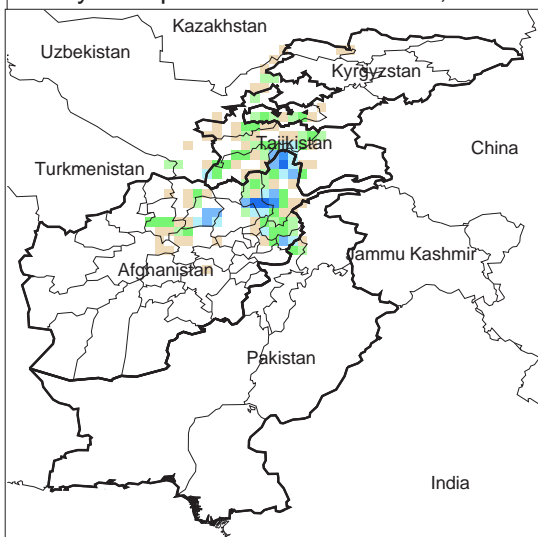 Kazakhstan
Uzbekistan
Kyrgyzstan
Tajikistan
China
Turkmenistan
Jammu Kashmir
Afghanistan
Pakistan
India